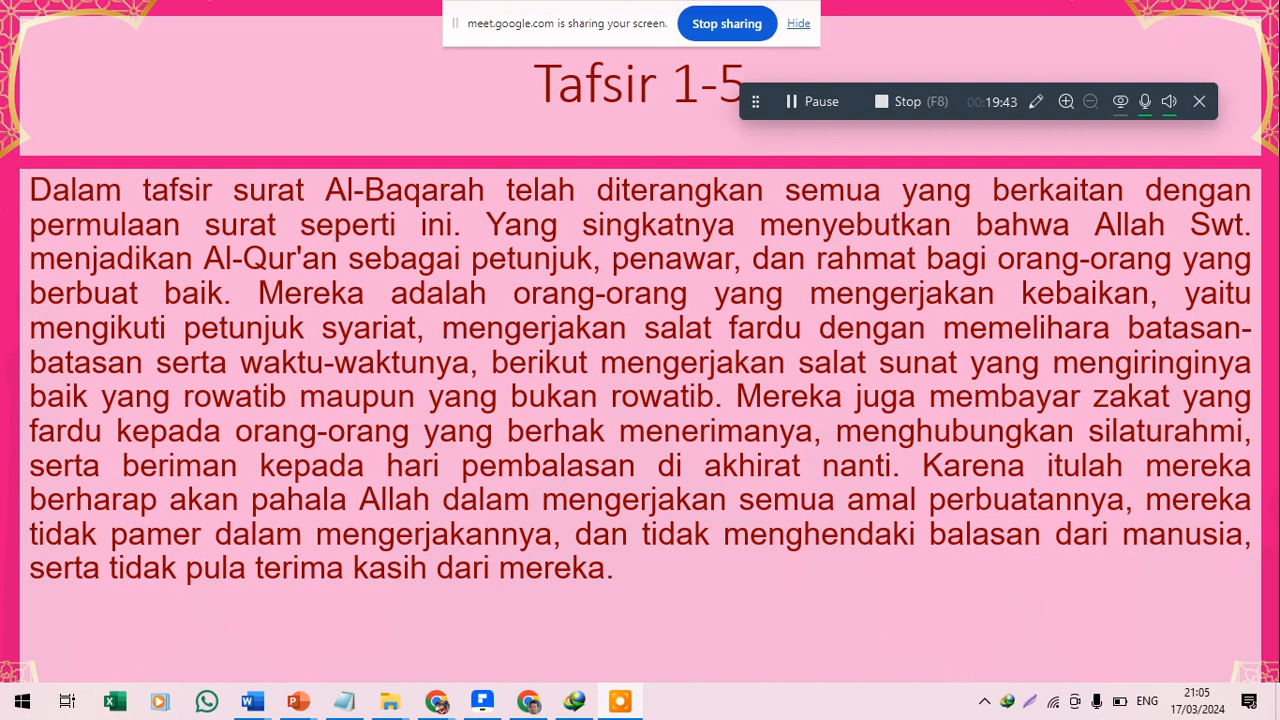 meet.google.com is sharing your screen.
Stop sharing
Hide
Tafsir 1-5
Pause
Stop (F8)
00:19:43
Dalam tafsir surat Al-Baqarah telah diterangkan semua yang berkaitan dengan
permulaan surat seperti ini. Yang singkatnya menyebutkan bahwa Allah Swt.
menjadikan Al-Qur'an sebagai petunjuk, penawar, dan rahmat bagi orang-orang yang
berbuat baik. Mereka adalah orang-orang yang mengerjakan kebaikan, yaitu
mengikuti petunjuk syariat, mengerjakan salat fardu dengan memelihara batasan-
batasan serta waktu-waktunya, berikut mengerjakan salat sunat yang mengiringinya
baik yang rowatib maupun yang bukan rowatib. Mereka juga membayar zakat yang
fardu kepada orang-orang yang berhak menerimanya, menghubungkan silaturahmi,
serta beriman kepada hari pembalasan di akhirat nanti. Karena itulah mereka
berharap akan pahala Allah dalam mengerjakan semua amal perbuatannya, mereka
tidak pamer dalam mengerjakannya, dan tidak menghendaki balasan dari manusia,
serta tidak pula terima kasih dari mereka.
ENG
21:05
17/03/2024